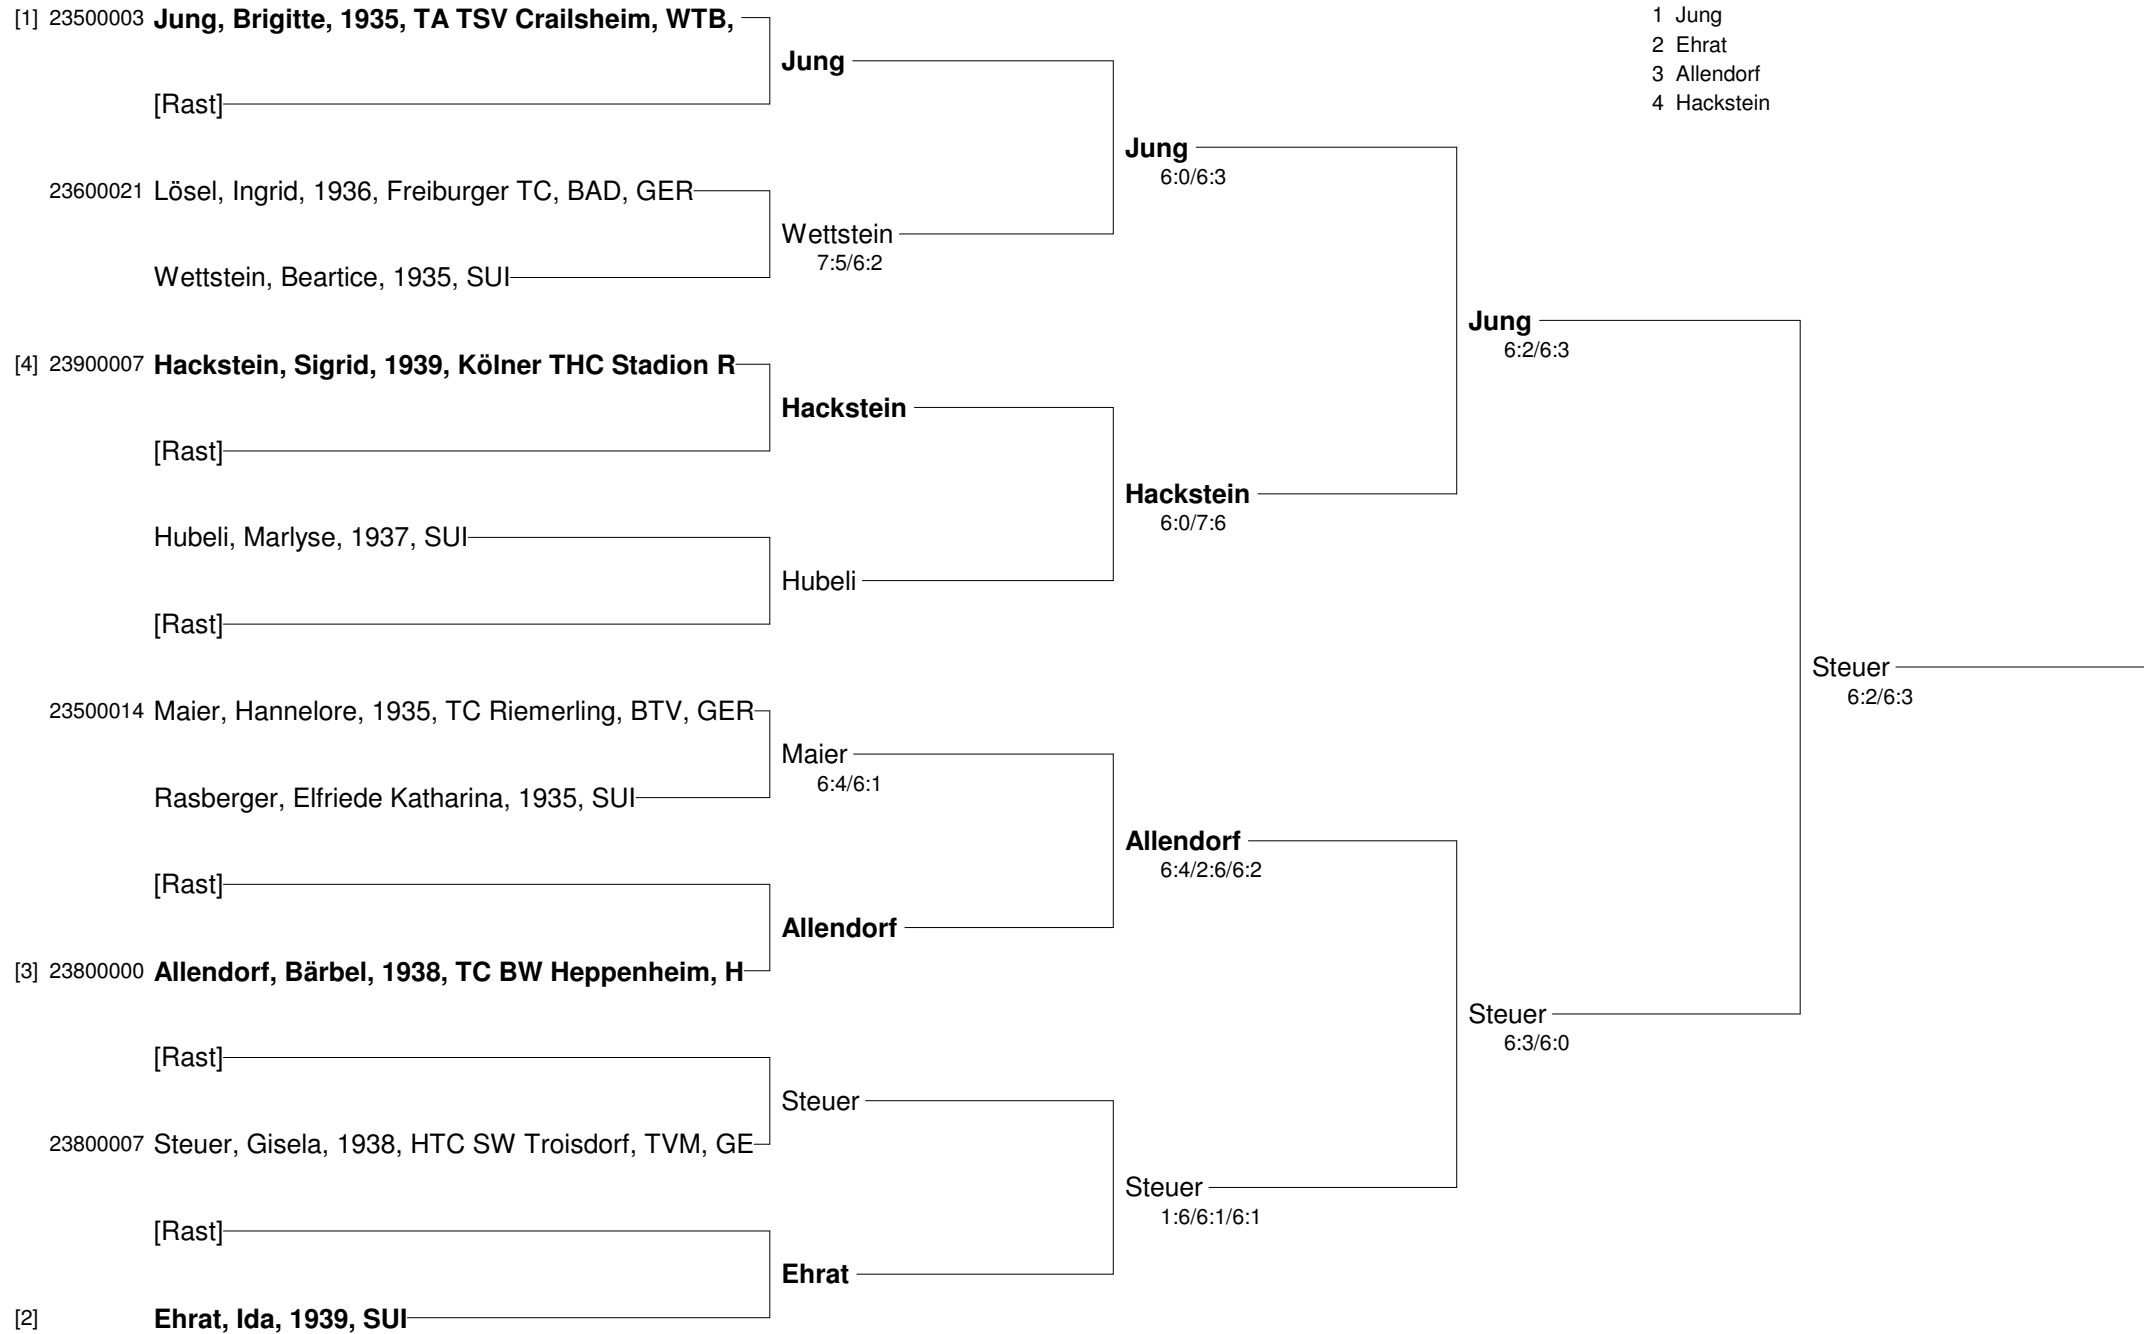 [1] 23500003 Jung, Brigitte, 1935, TA TSV Crailsheim, WTB,
1 Jung
2 Ehrat
3 Allendorf
4 Hackstein
Jung
[Rast]
Jung
6:0/6:3
23600021 Lösel, Ingrid, 1936, Freiburger TC, BAD, GER
Wettstein
7:5/6:2
Wettstein, Beartice, 1935, SUI
Jung
6:2/6:3
[4] 23900007 Hackstein, Sigrid, 1939, Kölner THC Stadion R
Hackstein
[Rast]
Hackstein
6:0/7:6
Hubeli, Marlyse, 1937, SUI
Hubeli
[Rast]
Steuer
6:2/6:3
23500014 Maier, Hannelore, 1935, TC Riemerling, BTV, GER
Maier
6:4/6:1
Rasberger, Elfriede Katharina, 1935, SUI
Allendorf
6:4/2:6/6:2
[Rast]
Allendorf
[3] 23800000 Allendorf, Bärbel, 1938, TC BW Heppenheim, H
Steuer
6:3/6:0
[Rast]
Steuer
23800007 Steuer, Gisela, 1938, HTC SW Troisdorf, TVM, GE
Steuer
1:6/6:1/6:1
[Rast]
Ehrat
[2] Ehrat, Ida, 1939, SUI